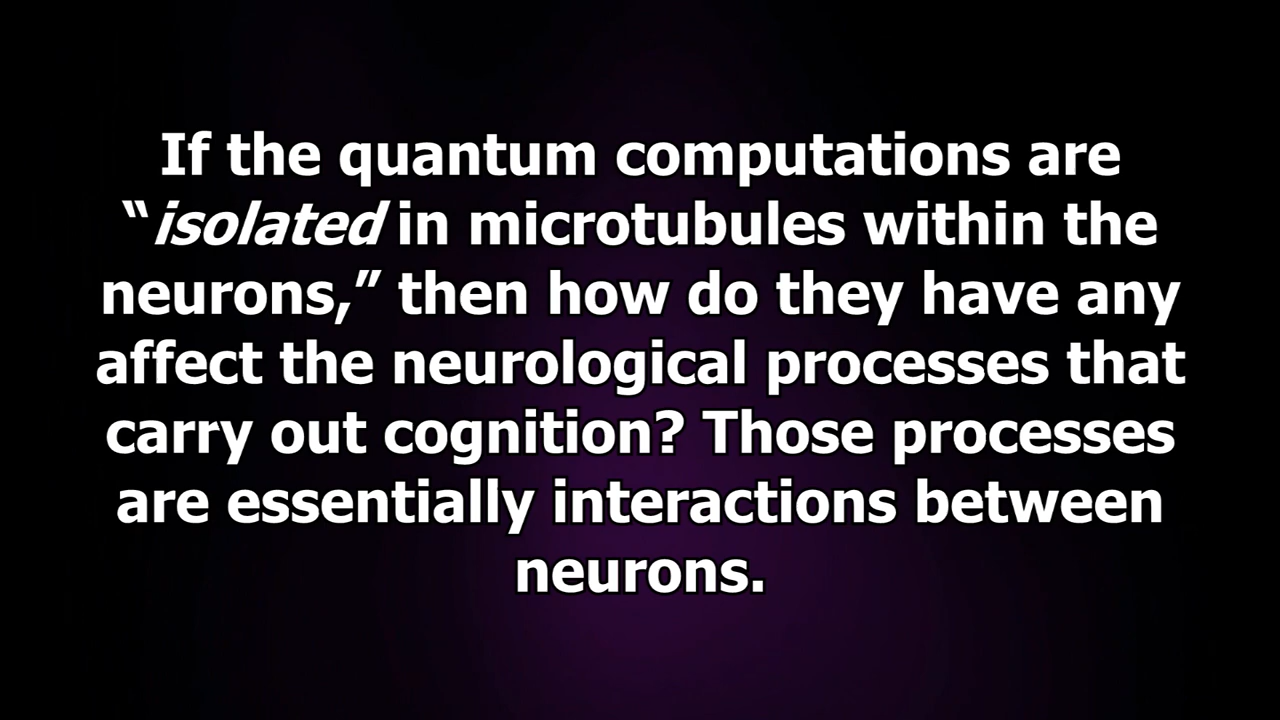 If the quantum computations are
“isolated in microtubules within the
neurons,” then how do they have any
affect the neurological processes that
carry out cognition? Those processes
are essentially interactions between
neurons.